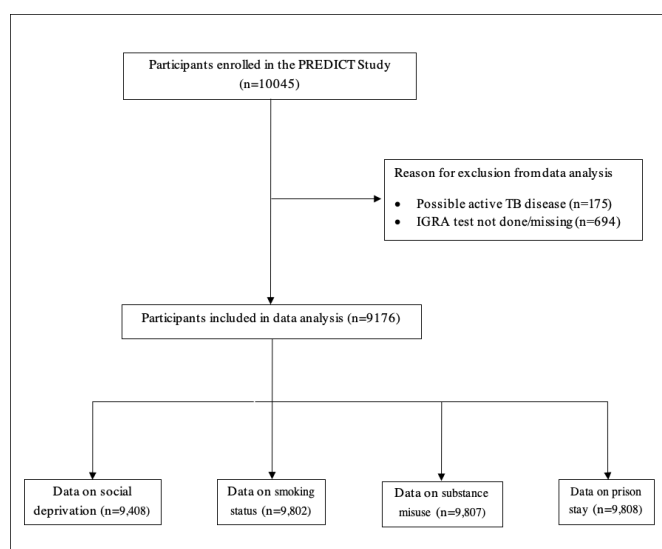 Participants enrolled in the PREDICT Study
(n=10045)
Reason for exclusion from data analysis
• Possible active TB disease (n=175)
• IGRA test not done/missing (n=694)
Participants included in data analysis (n=9176)
Data on social
deprivation (n=9,408)
Data on smoking
status (n=9,802)
Data on substance
misuse (n=9,807)
Data on prison
stay (n=9,808)